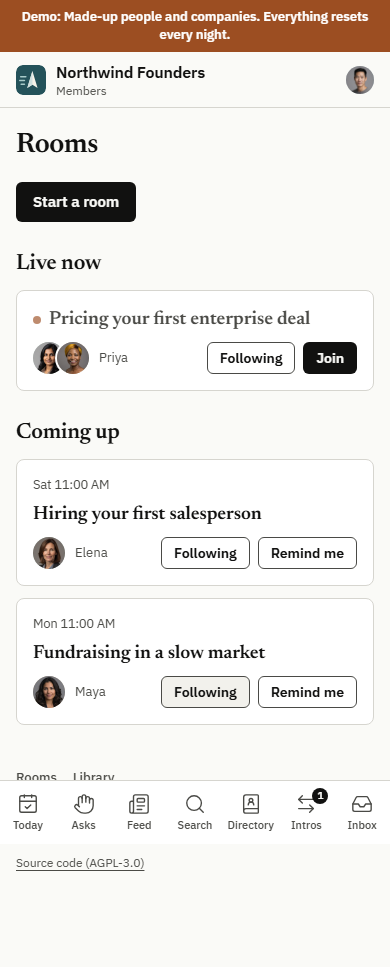 Demo: Made-up people and companies. Everything resets
every night.
Northwind Founders
Members
Rooms
Start a room
Live now
Pricing your first enterprise deal
Priya
Following
Join
Coming up
Sat 11:00 AM
Hiring your first salesperson
Elena
Following
Remind me
Mon 11:00 AM
Fundraising in a slow market
Maya
Following
Remind me
Rooms Library
1
Today Asks Feed Search Directory Intros Inbox
Source code (AGPL-3.0)